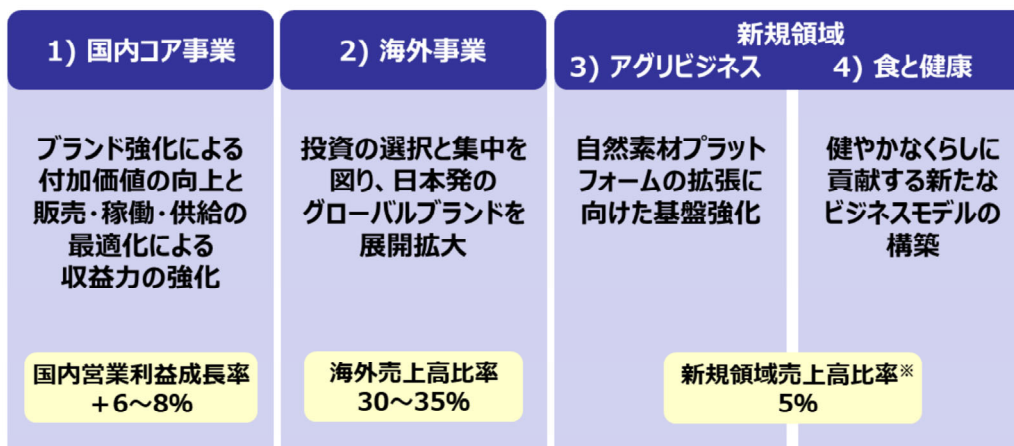 1) 国内コア事業
2) 海外事業
新規領域
3) アグリビジネス
4) 食と健康
ブランド強化による
付加価値の向上と
販売・稼働・供給の
最適化による
収益力の強化
国内営業利益成長率
+6～8%
投資の選択と集中を
図り、日本発の
グローバルブランドを
展開拡大
海外売上高比率
30～35%
自然素材プラット
フォームの拡張に
向けた基盤強化
健やかなくらしに
貢献する新たな
ビジネスモデルの
構築
新規領域売上高比率※
5%